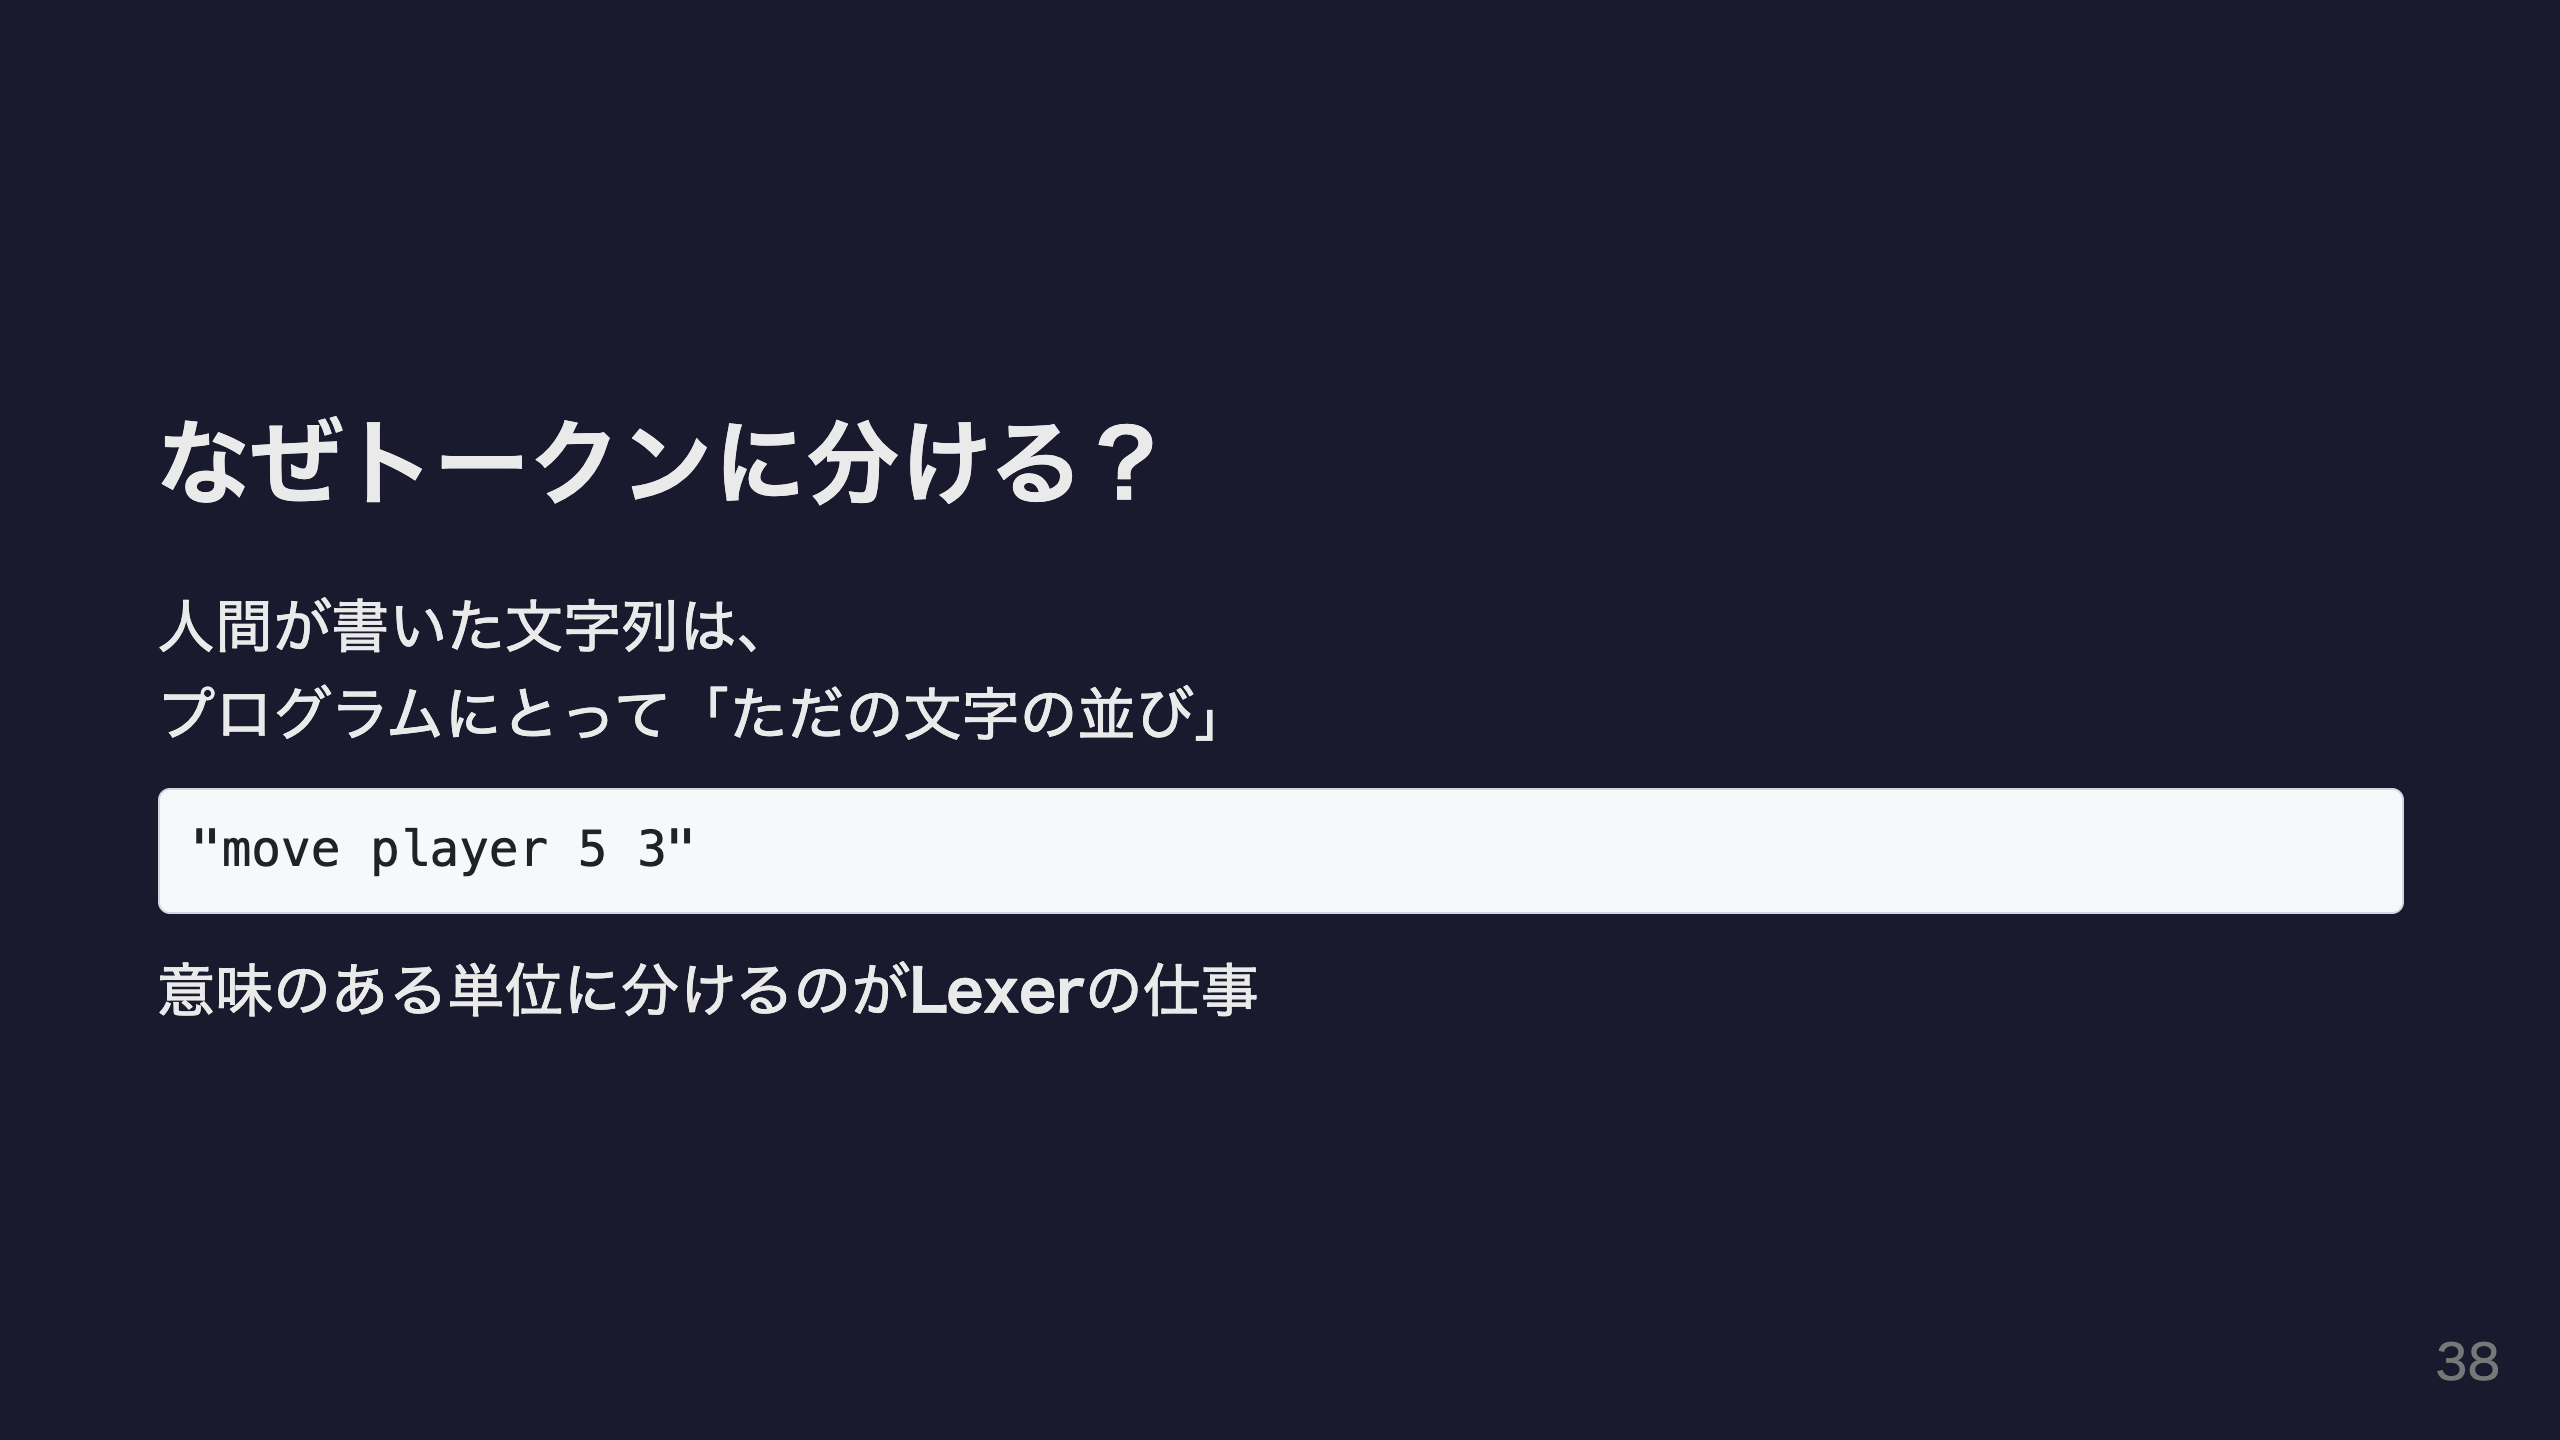 なぜトークンに分ける？
人間が書いた文字列は、
プログラムにとって「ただの文字の並び」
"move player 5 3"
意味のある単位に分けるのがLexerの仕事
38